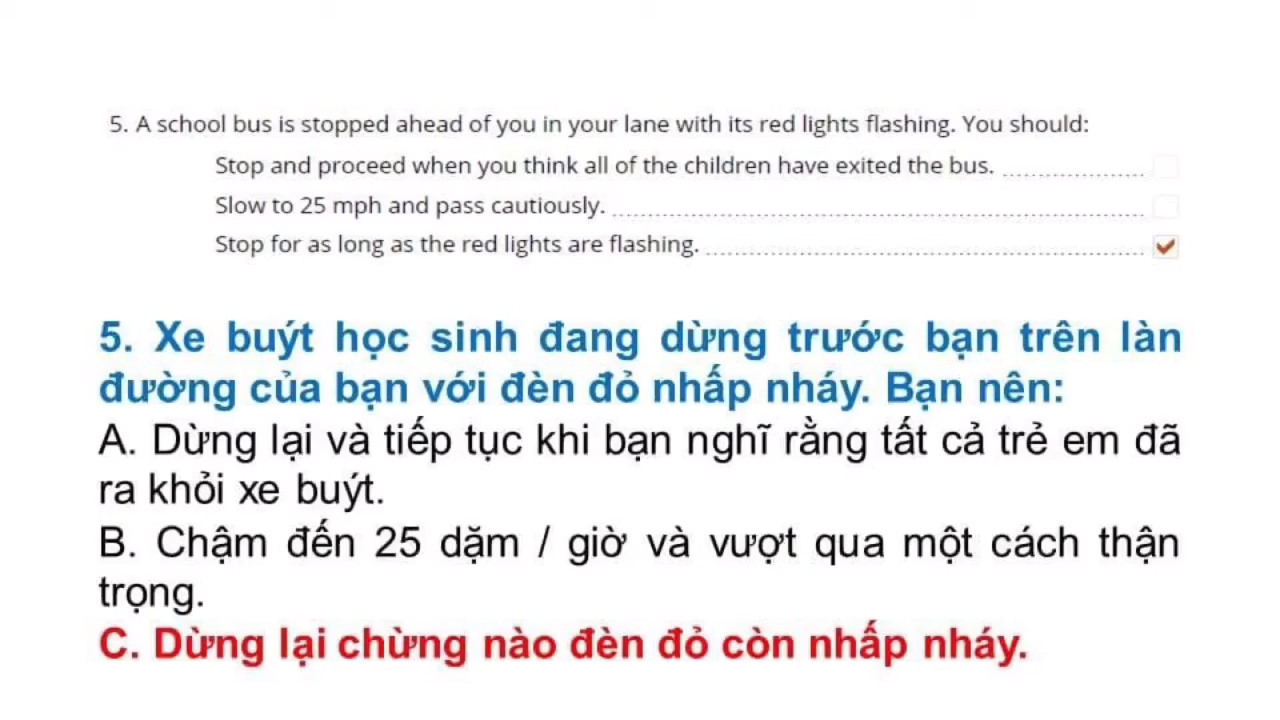 5. A school bus is stopped ahead of you in your lane with its red lights flashing. You should:
Stop and proceed when you think all of the children have exited the bus.
Slow to 25 mph and pass cautiously.
Stop for as long as the red lights are flashing.
5. Xe buýt học sinh đang dừng trước bạn trên làn
đường của bạn với đèn đỏ nhấp nháy. Bạn nên:
A. Dừng lại và tiếp tục khi bạn nghĩ rằng tất cả trẻ em đã
ra khỏi xe buýt.
B. Chậm đến 25 dặm / giờ và vượt qua một cách thận
trọng.
C. Dừng lại chừng nào đèn đỏ còn nhấp nháy.